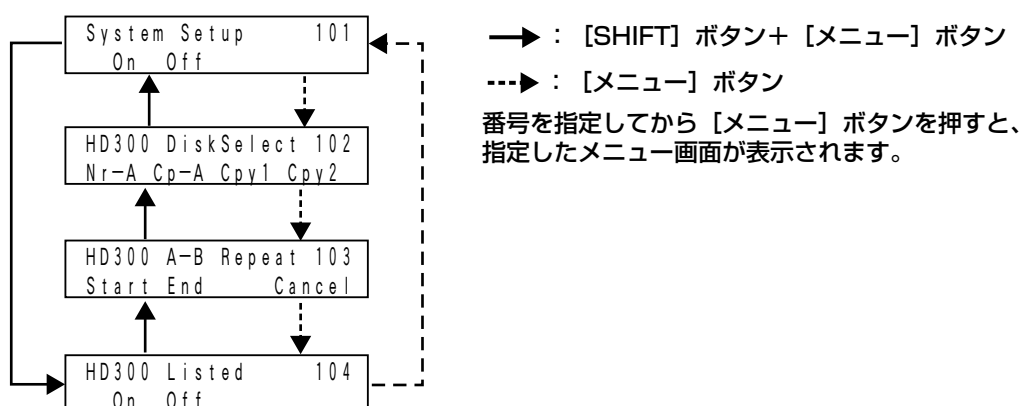 System Setup 101
On Off
HD300 DiskSelect 102
Nr−A Cp−A Cpy1 Cpy2
HD300 A−B Repeat 103
Start End Cancel
HD300 Listed 104
On Off
： ［SHIFT］ボタン＋［メニュー］ボタン
： ［メニュー］ボタン
番号を指定してから［メニュー］ボタンを押すと、
指定したメニュー画面が表示されます。